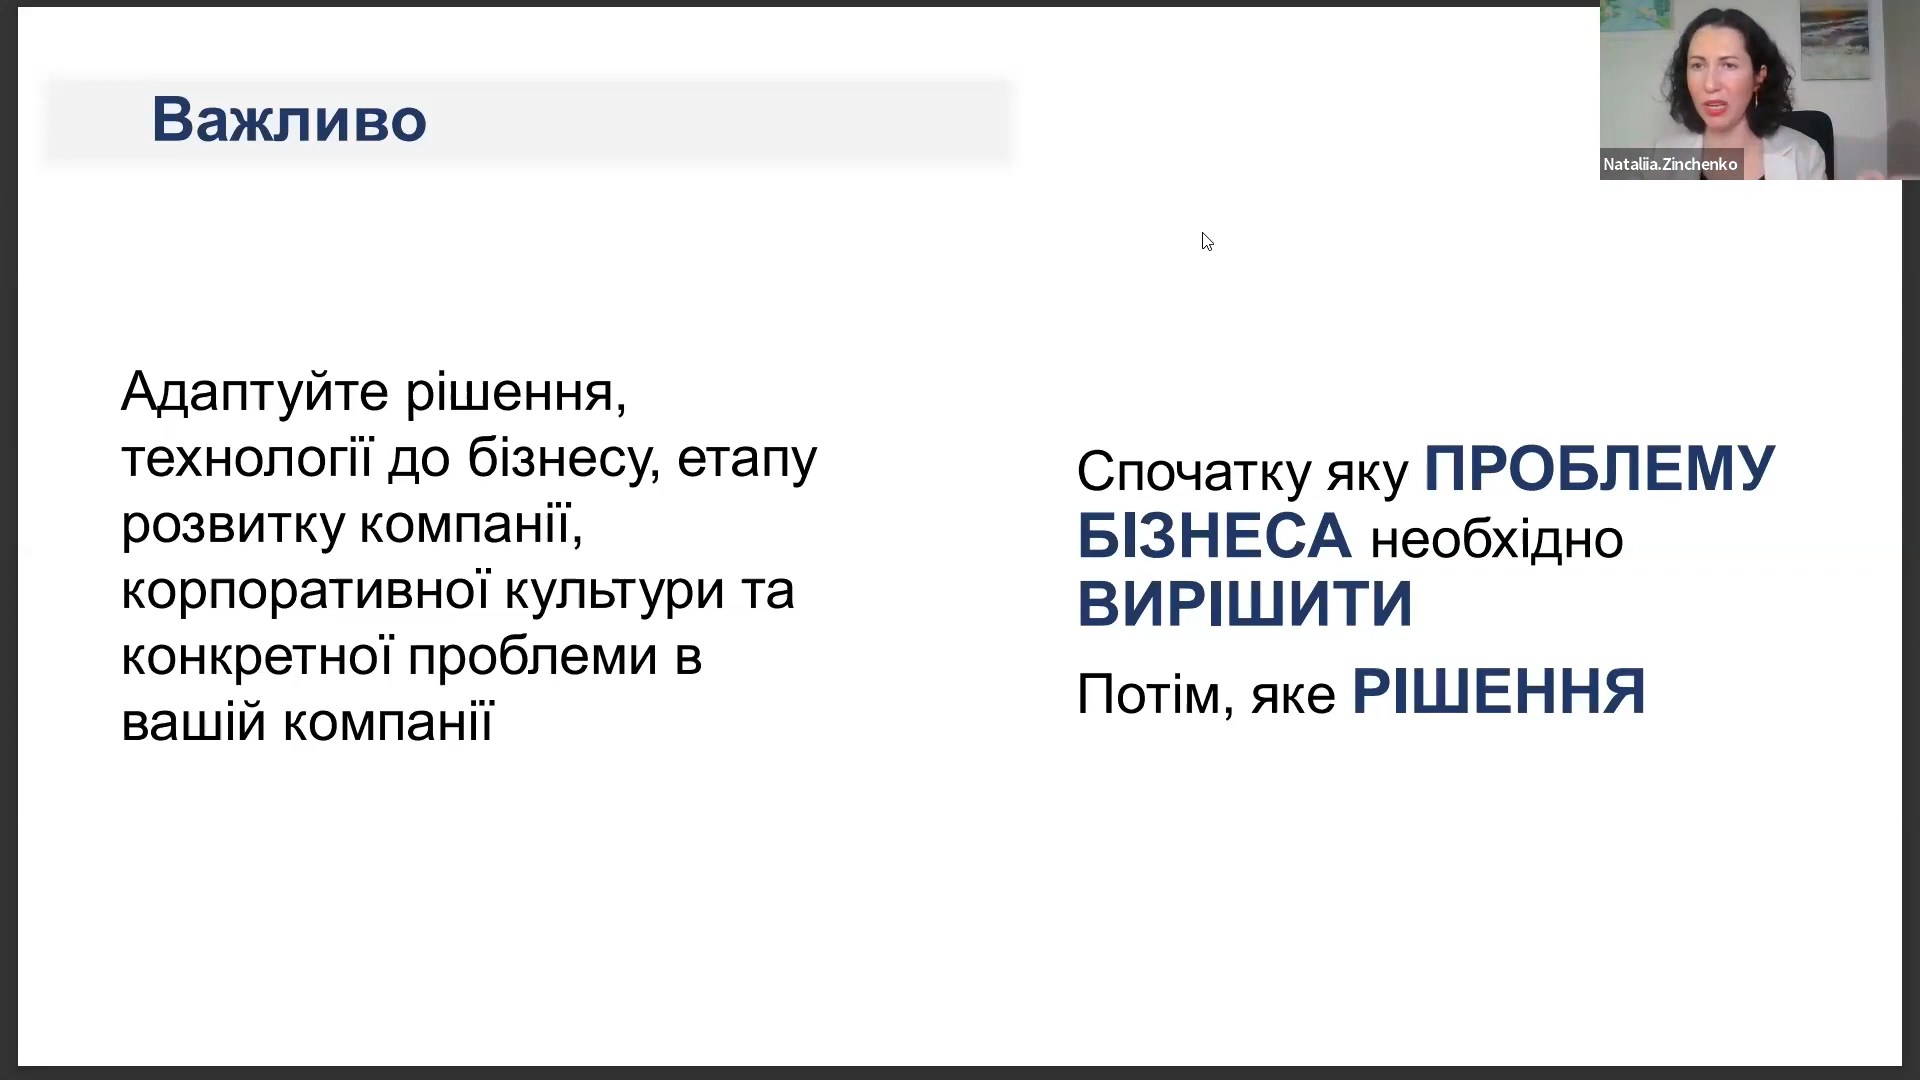 Важливо
Nataliia.Zinchenko
Адаптуйте рішення,
технології до бізнесу, етапу
розвитку компанії,
корпоративної культури та
конкретної проблеми в
вашій компанії
Спочатку яку ПРОБЛЕМУ
БІЗНЕСА необхідно
ВИРІШИТИ
Потім, яке РІШЕННЯ